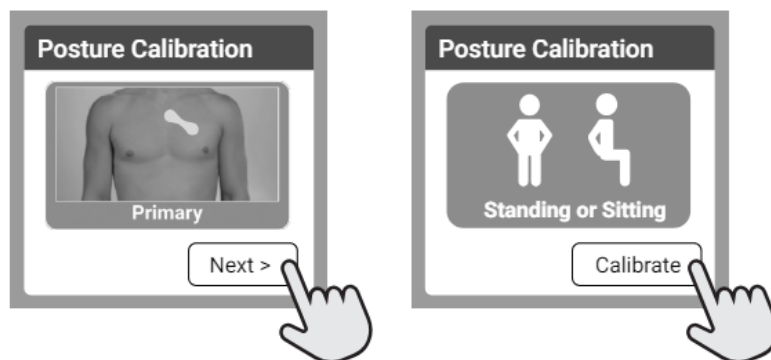 Posture Calibration
Primary
Next >
Posture Calibration
Standing or Sitting
Calibrate